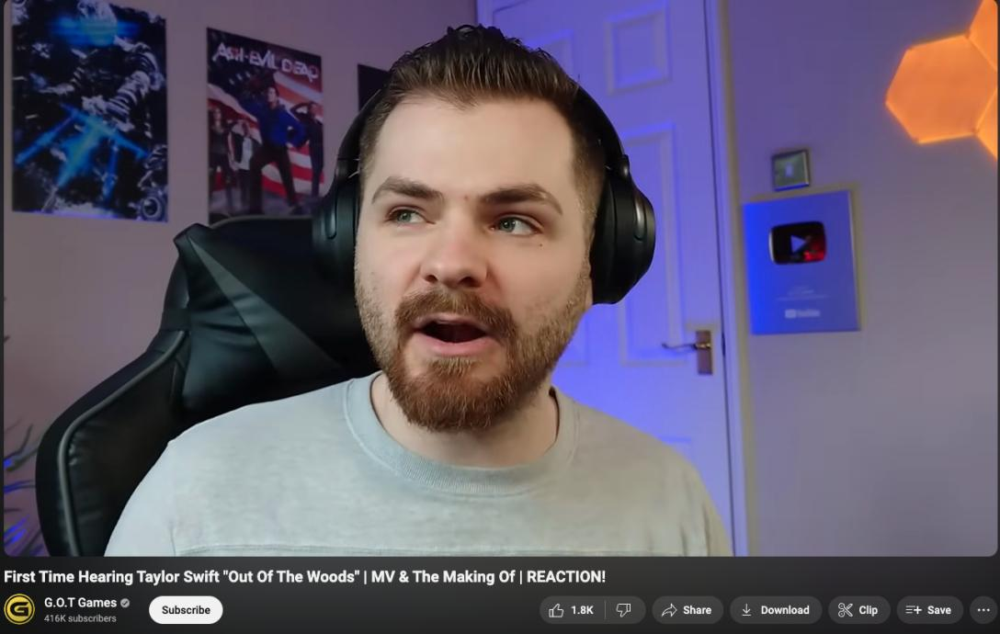 ASH EVIL DEAD
YouTube
First Time Hearing Taylor Swift "Out Of The Woods" | MV & The Making Of | REACTION!
G
G.O.T Games
416K subscribers
Subscribe
1.8K
Share
Download
Clip
Save